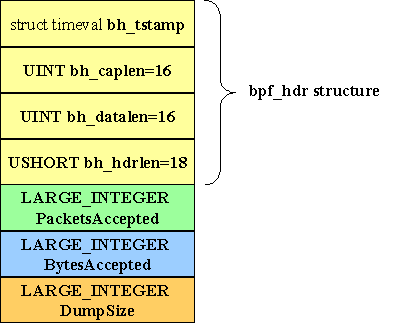 struct timeval bh_tstamp
UINT bh_caplen=16
bpf_hdr structure
UINT bh_datalen=16
USHORT bh_hdrlen=18
LARGE_INTEGER
PacketsAccepted
LARGE_INTEGER
BytesAccepted
LARGE_INTEGER
DumpSize